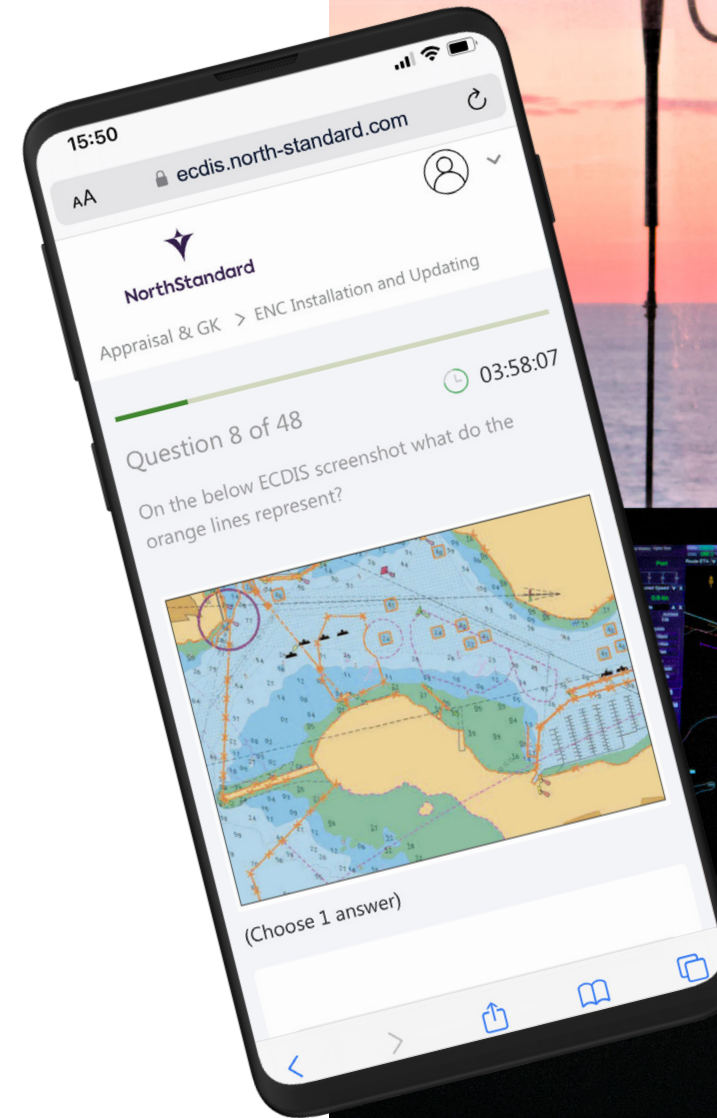 15:50
AA
ecdis.north-standard.com
NorthStandard
Appraisal & GK > ENC Installation and Updating
03:58:07
Question 8 of 48
On the below ECDIS screenshot what do the
orange lines represent?
(Choose 1 answer)